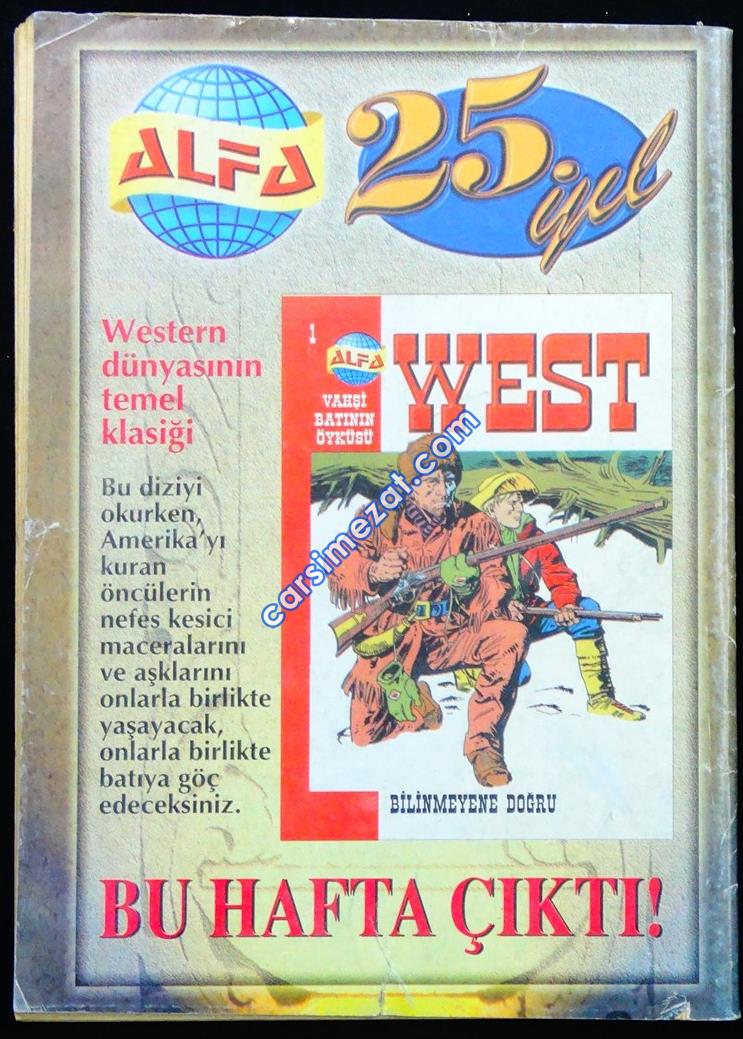 ALFA
25 yıl
Western
dünyasının
temel
klasiği
Bu diziyi
okurken,
Amerika'yı
kuran
öncülerin
nefes kesici
maceralarını
ve aşklarını
onlarla birlikte
yaşayacak,
onlarla birlikte
batıya göç
edeceksiniz.
1
ALFA
VAHŞİ
BATININ
ÖYKÜSÜ
WEST
BİLİNMEYENE DOĞRU
BU HAFTA ÇIKTI!
carsimezat.com